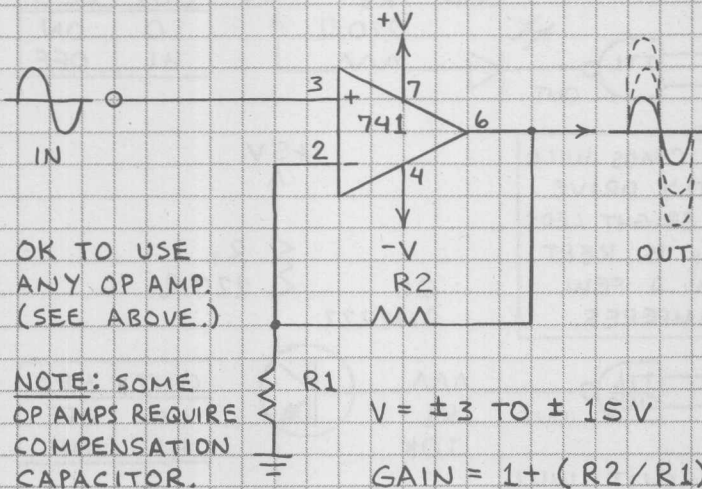 +V
3
+
7
741
6
IN
2
-
4
-V
OUT
OK TO USE
ANY OP AMP.
(SEE ABOVE.)
R2
NOTE: SOME
OP AMPS REQUIRE
COMPENSATION
CAPACITOR.
R1
V = ±3 TO ± 15V
GAIN = 1+ (R2/R1)